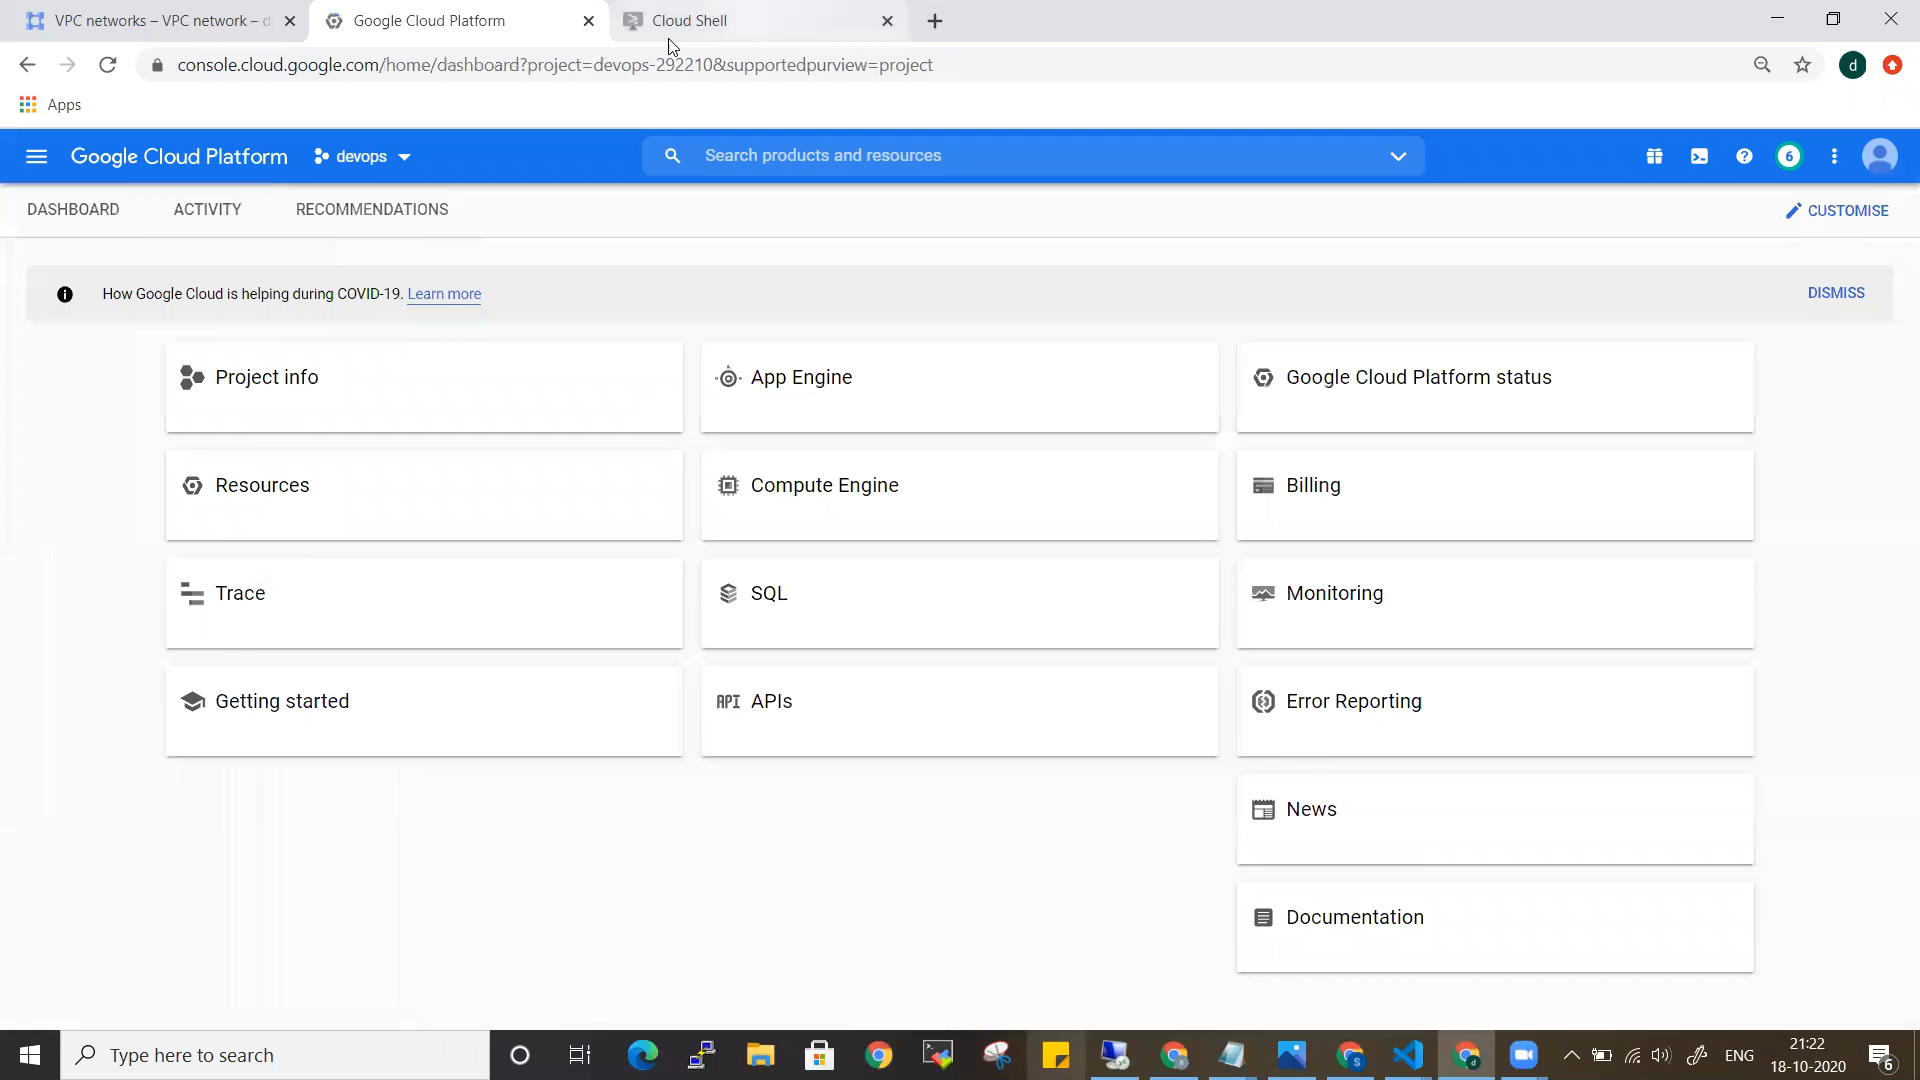 VPC networks – VPC network – d
Google Cloud Platform
Cloud Shell
console.cloud.google.com/home/dashboard?project=devops-292210&supportedpurview=project
d
Apps
Google Cloud Platform
devops
Search products and resources
6
DASHBOARD
ACTIVITY
RECOMMENDATIONS
CUSTOMISE
How Google Cloud is helping during COVID-19. Learn more
DISMISS
Project info
App Engine
Google Cloud Platform status
Resources
Compute Engine
Billing
Trace
SQL
Monitoring
Getting started
API APIs
Error Reporting
News
Documentation
Type here to search
ENG
21:22
18-10-2020
6